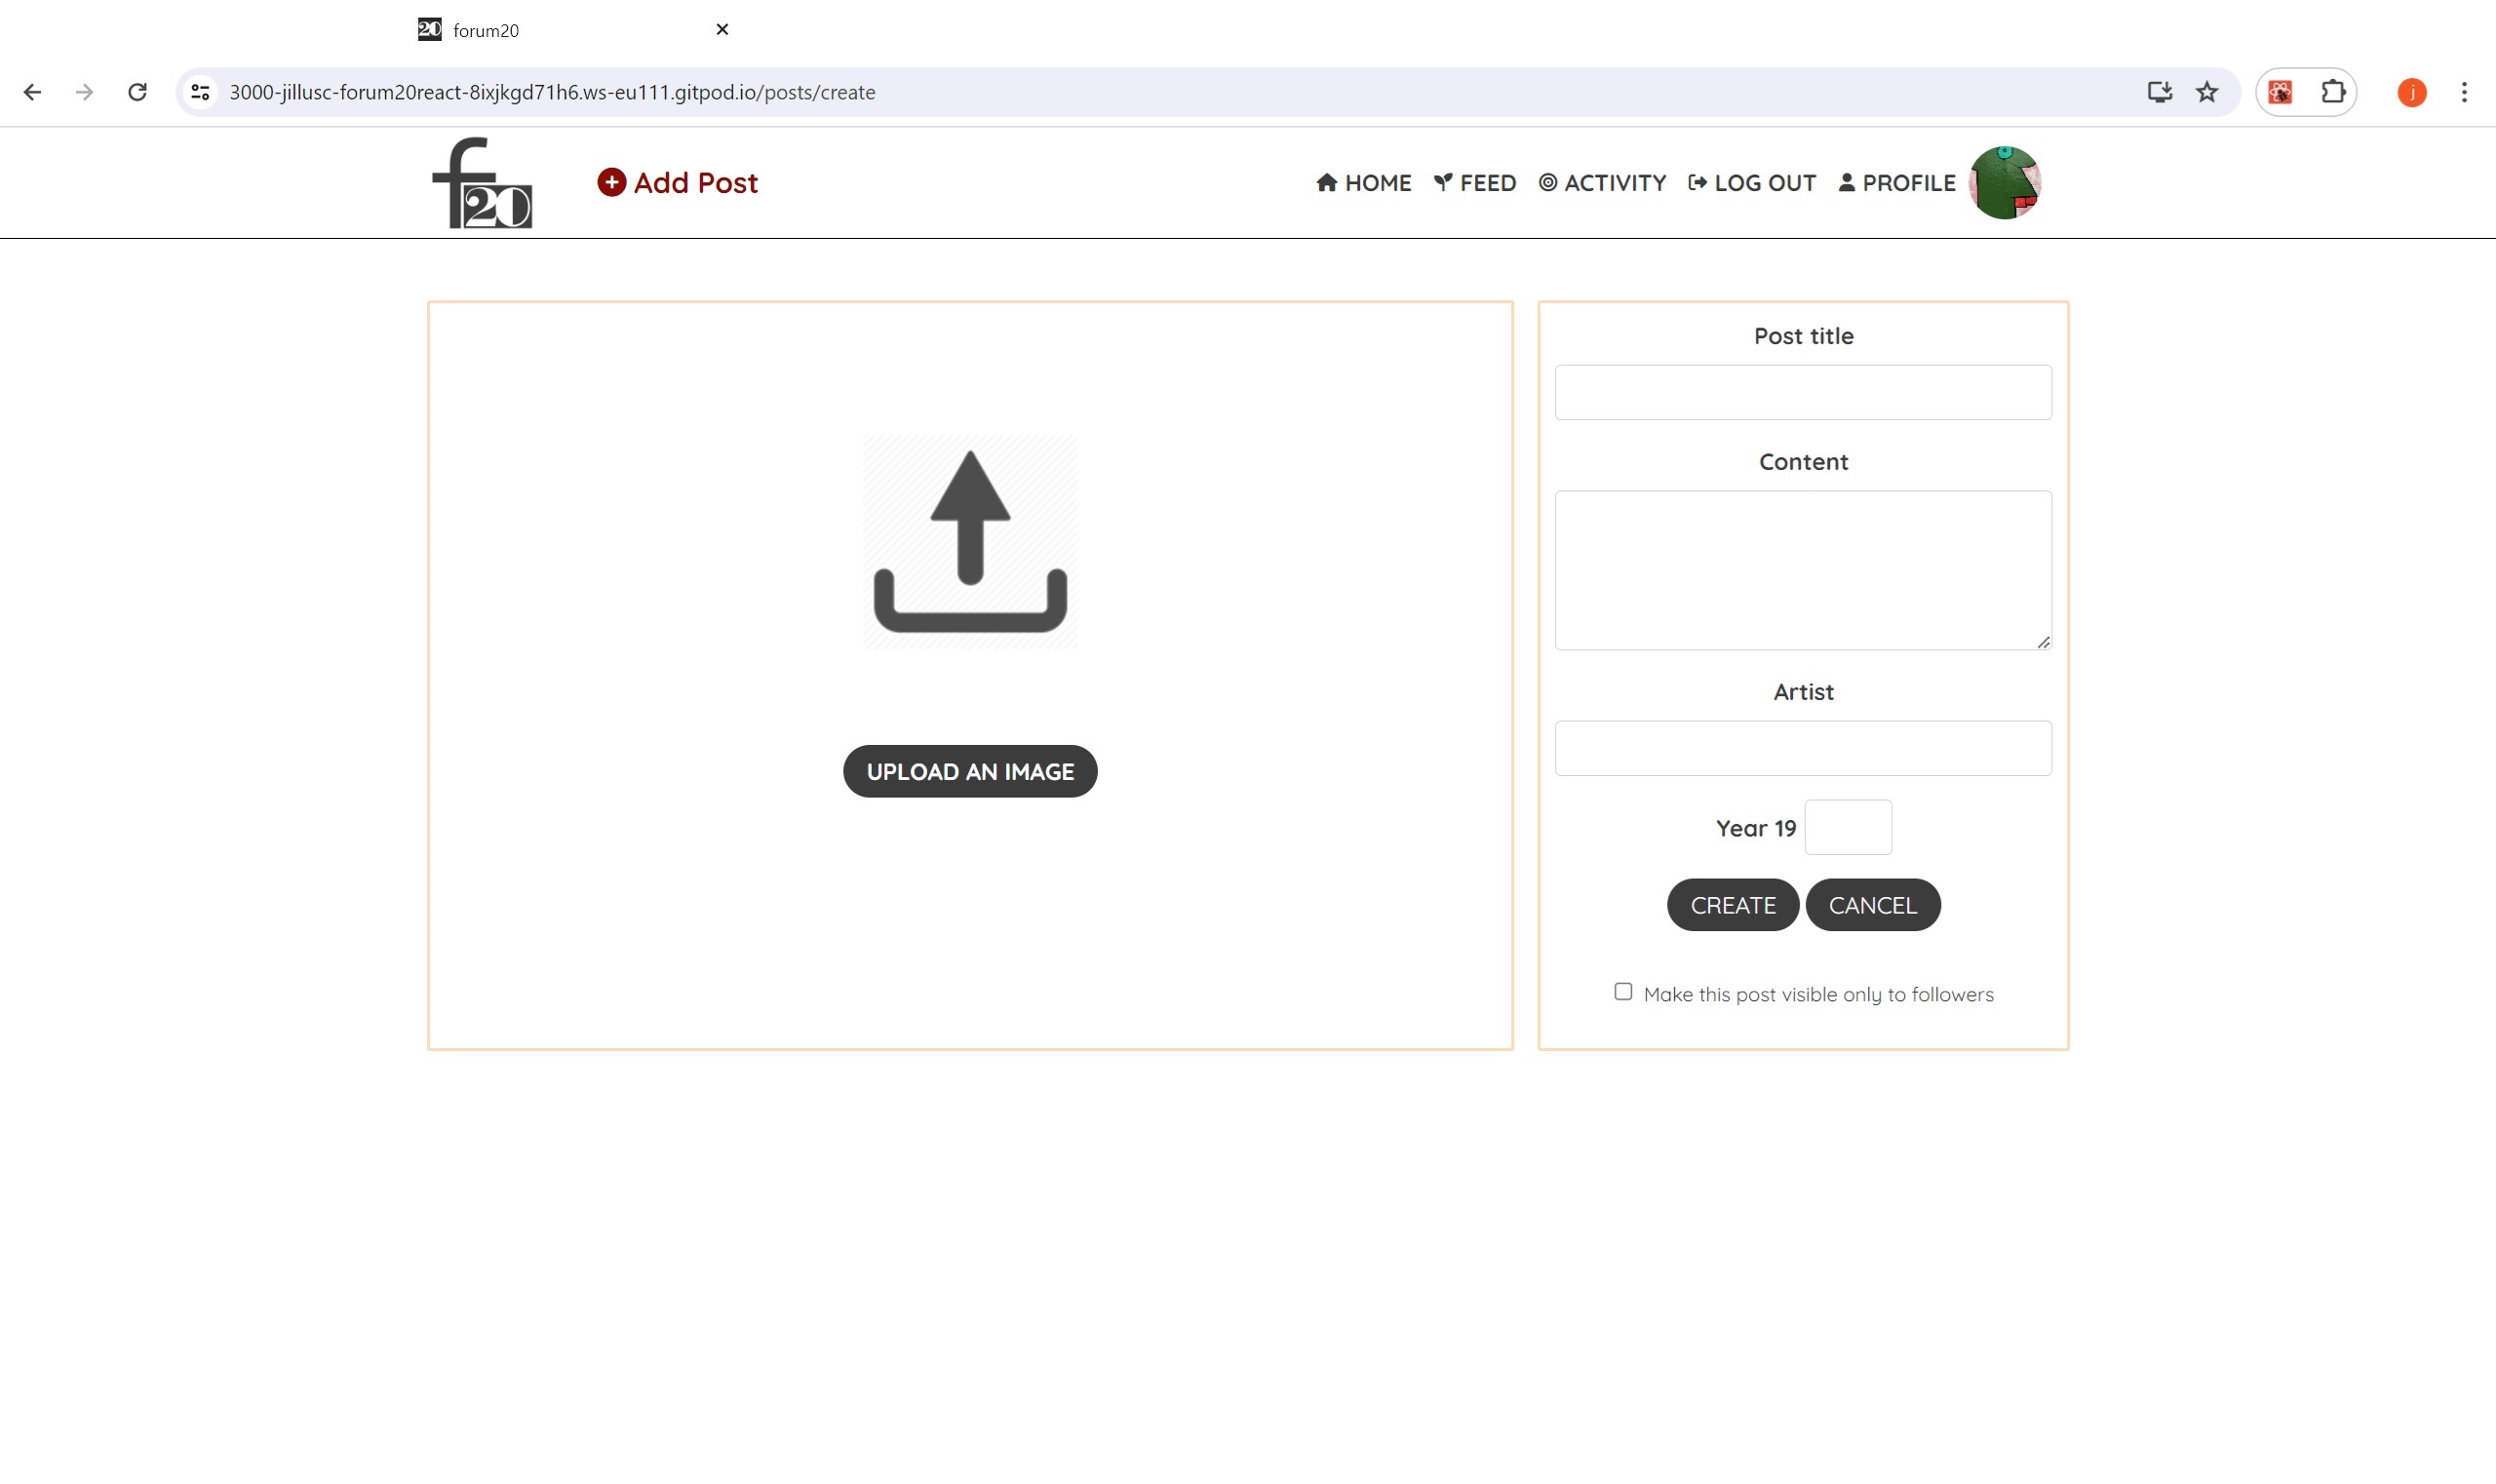 20 forum20
3000-jillusc-forum20react-8ixjkgd71h6.ws-eu111.gitpod.io/posts/create
j
f20
Add Post
HOME FEED ACTIVITY LOG OUT PROFILE
Post title
Content
Artist
UPLOAD AN IMAGE
Year 19
CREATE CANCEL
Make this post visible only to followers